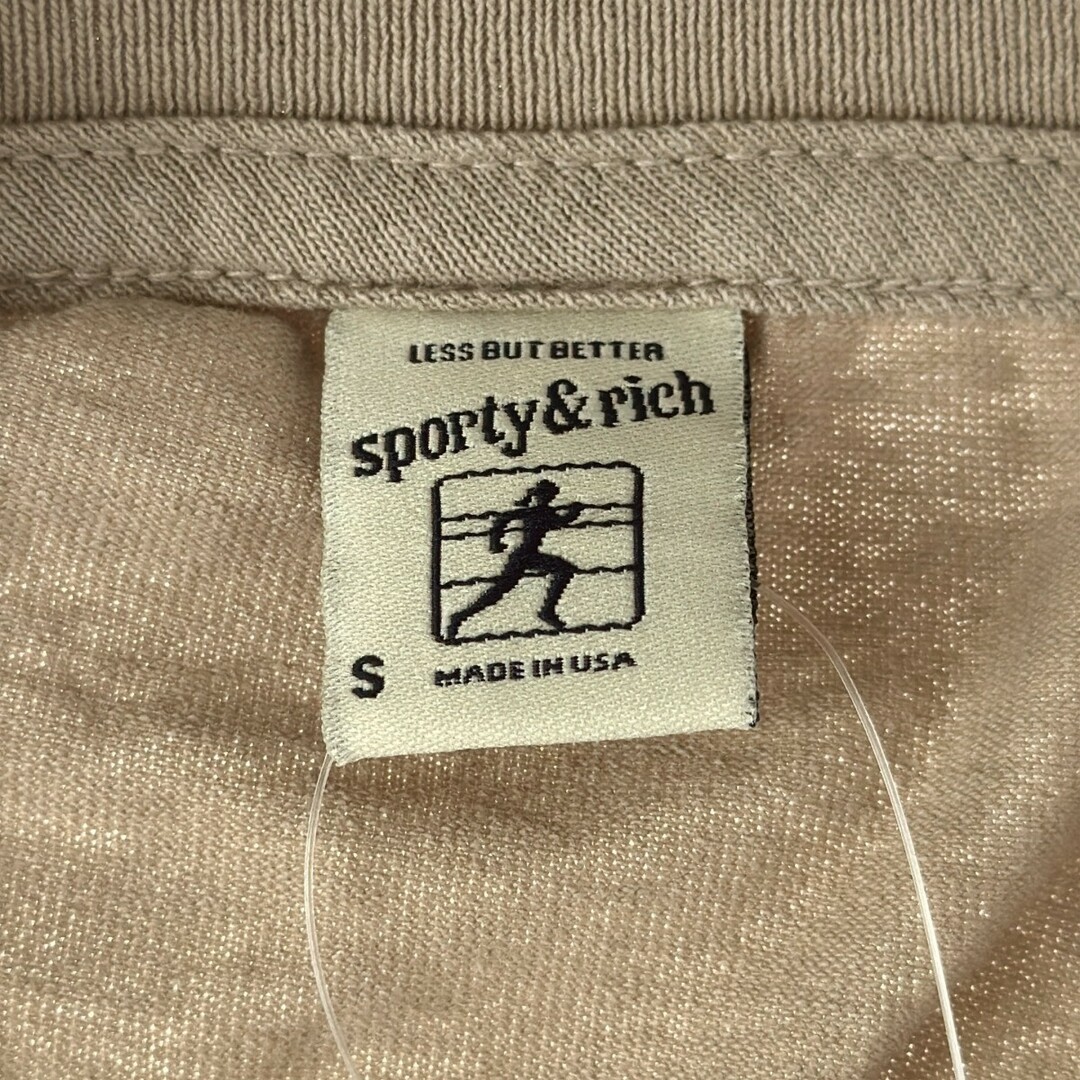 LESS BUT BETTER
sporty & rich
S
MADE IN USA